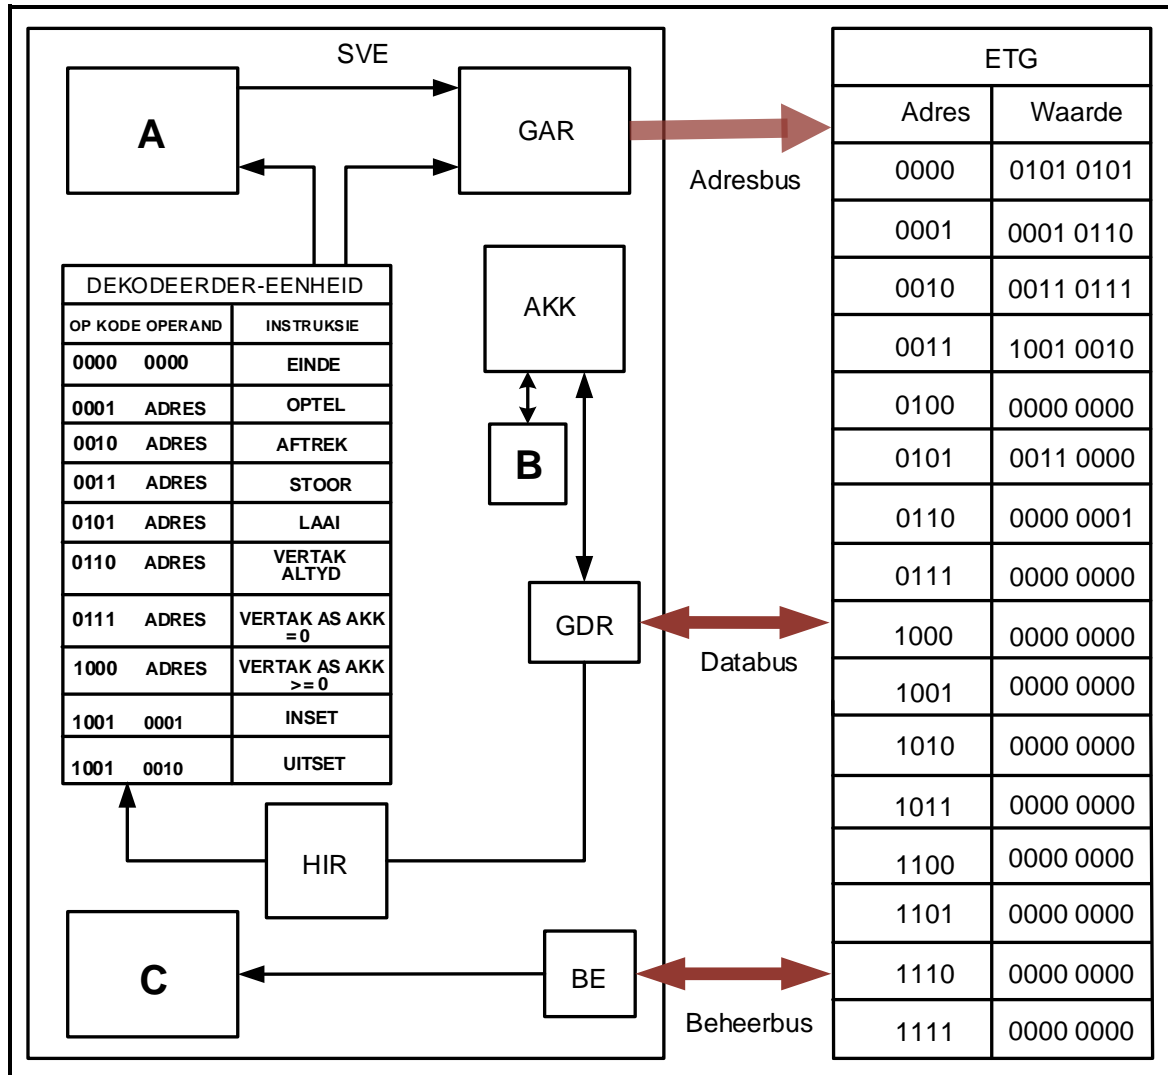 SVE
A
GAR
Adresbus
DEKODEERDER-EENHEID
OP KODE OPERAND INSTRUKSIE
0000 0000 EINDE
0001 ADRES OPTEL
0010 ADRES AFTREK
0011 ADRES STOOR
0101 ADRES LAAI
0110 ADRES VERTAK
ALTYD
0111 ADRES VERTAK AS AKK
=0
1000 ADRES VERTAK AS AKK
>=0
1001 0001 INSET
1001 0010 UITSET
AKK
B
GDR
Databus
HIR
C
BE
Beheerbus
ETG
Adres Waarde
0000 0101 0101
0001 0001 0110
0010 0011 0111
0011 1001 0010
0100 0000 0000
0101 0011 0000
0110 0000 0001
0111 0000 0000
1000 0000 0000
1001 0000 0000
1010 0000 0000
1011 0000 0000
1100 0000 0000
1101 0000 0000
1110 0000 0000
1111 0000 0000